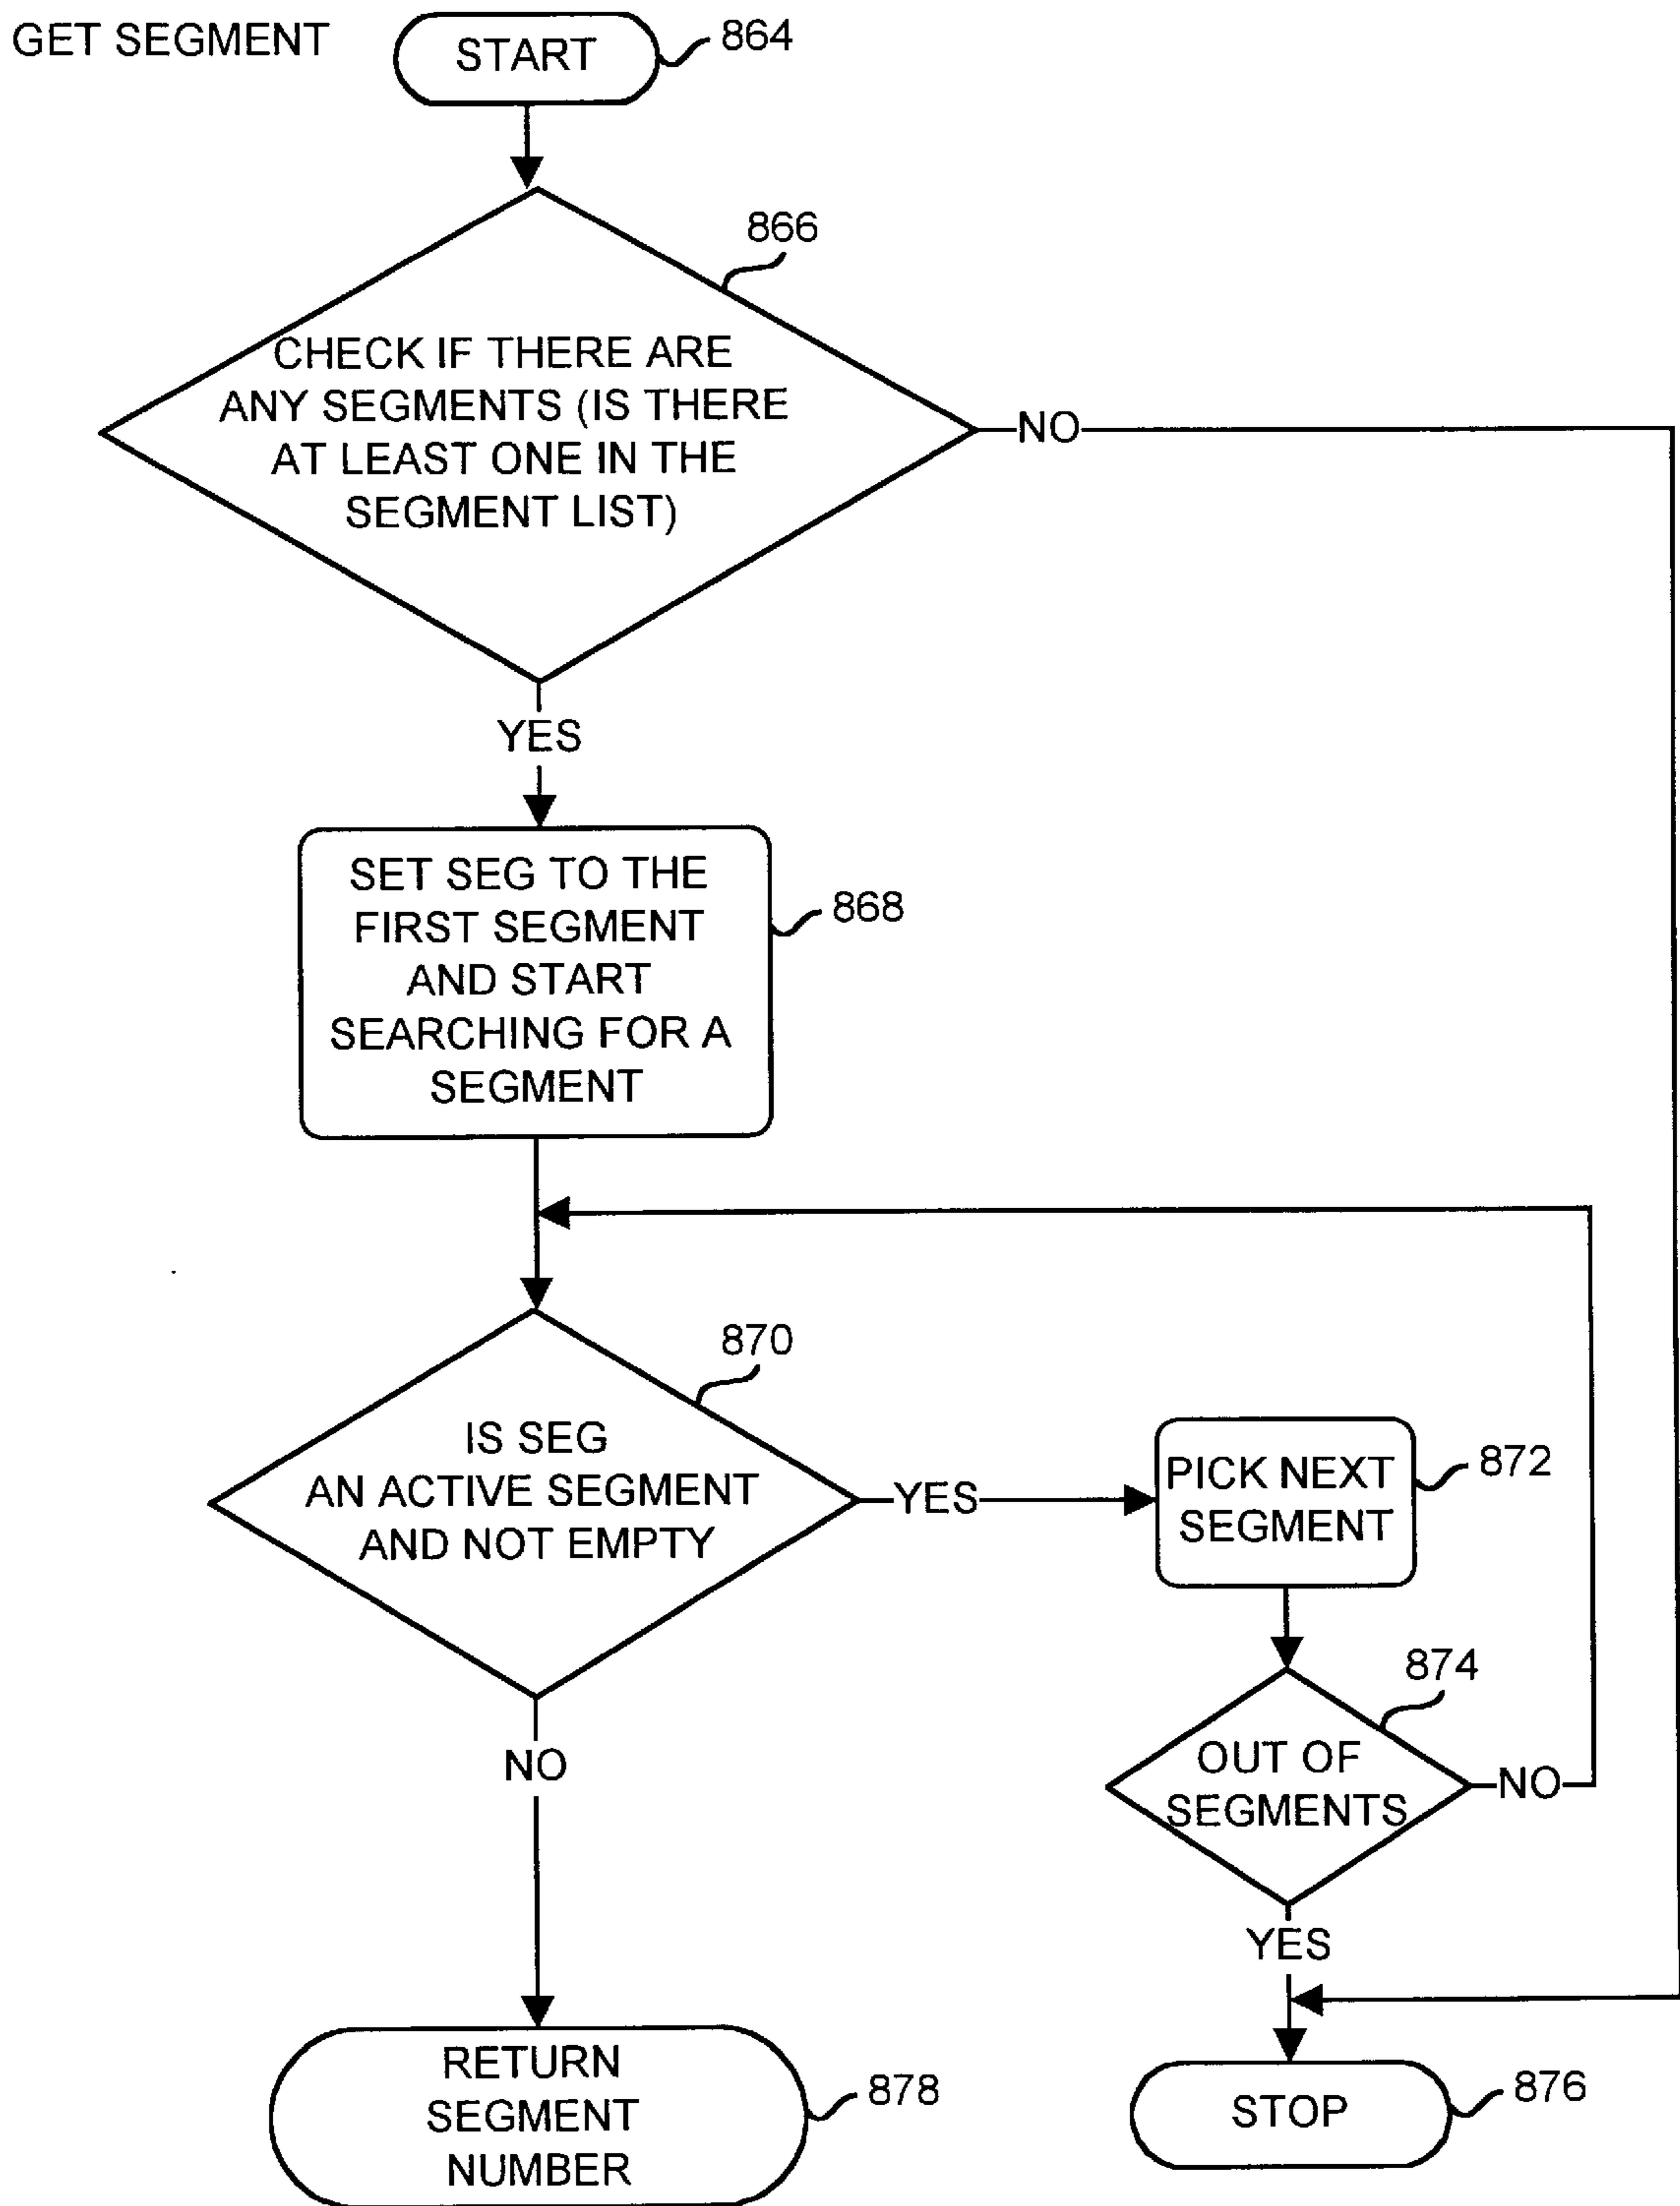 GET SEGMENT
START
864
866
CHECK IF THERE ARE
ANY SEGMENTS (IS THERE
AT LEAST ONE IN THE
SEGMENT LIST)
NO
YES
SET SEG TO THE
FIRST SEGMENT
AND START
SEARCHING FOR A
SEGMENT
868
870
IS SEG
AN ACTIVE SEGMENT
AND NOT EMPTY
YES
PICK NEXT
SEGMENT
872
874
OUT OF
SEGMENTS
NO
NO
YES
RETURN
SEGMENT
NUMBER
878
STOP
876